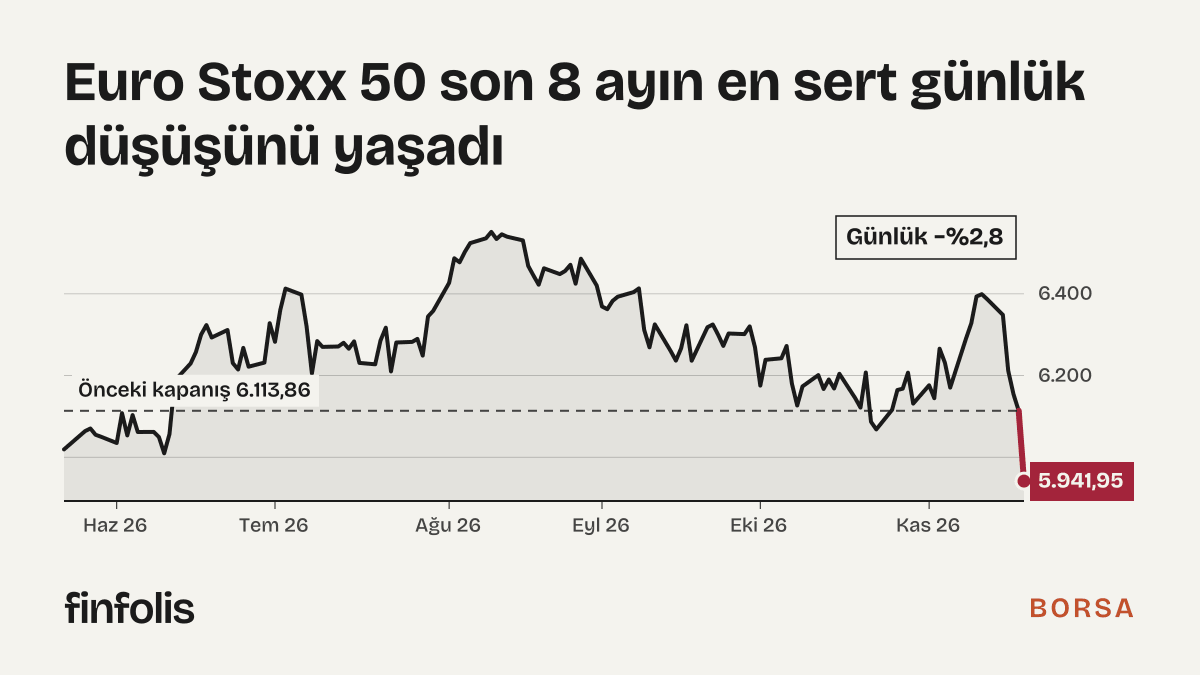 Euro Stoxx 50 son 8 ayın en sert günlük
düşüşünü yaşadı
Günlük −%2,8
6.400
6.200
Önceki kapanış 6.113,86
5.941,95
Haz 26
Tem 26
Ağu 26
Eyl 26
Eki 26
Kas 26
finfolis
BORSA